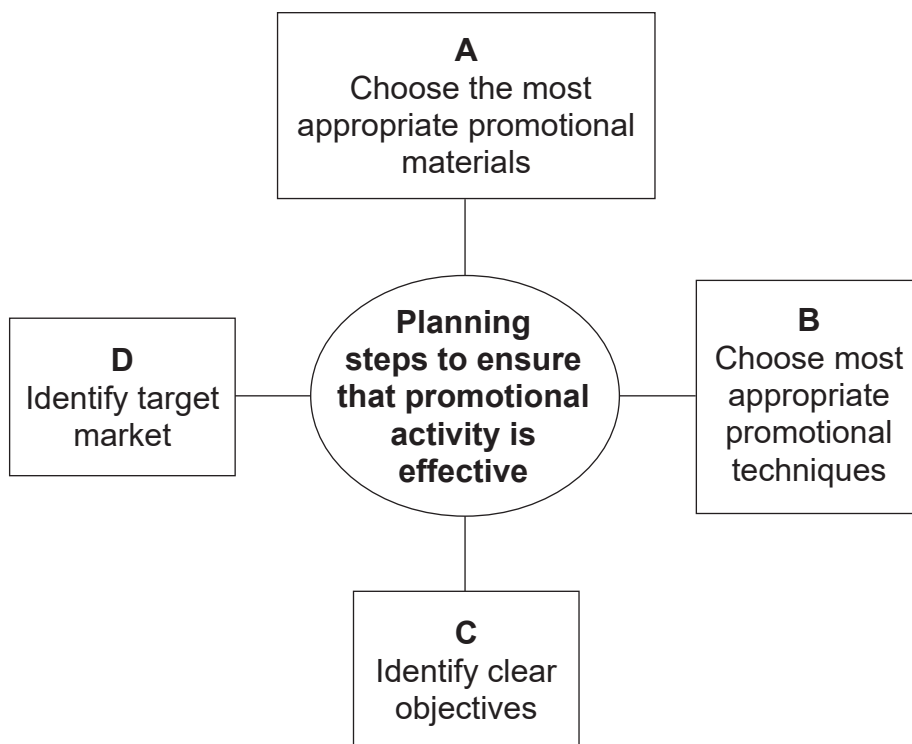 A
Choose the most
appropriate promotional
materials
Planning
steps to ensure
that promotional
activity is
effective
B
Choose most
appropriate
promotional
techniques
D
Identify target
market
C
Identify clear
objectives